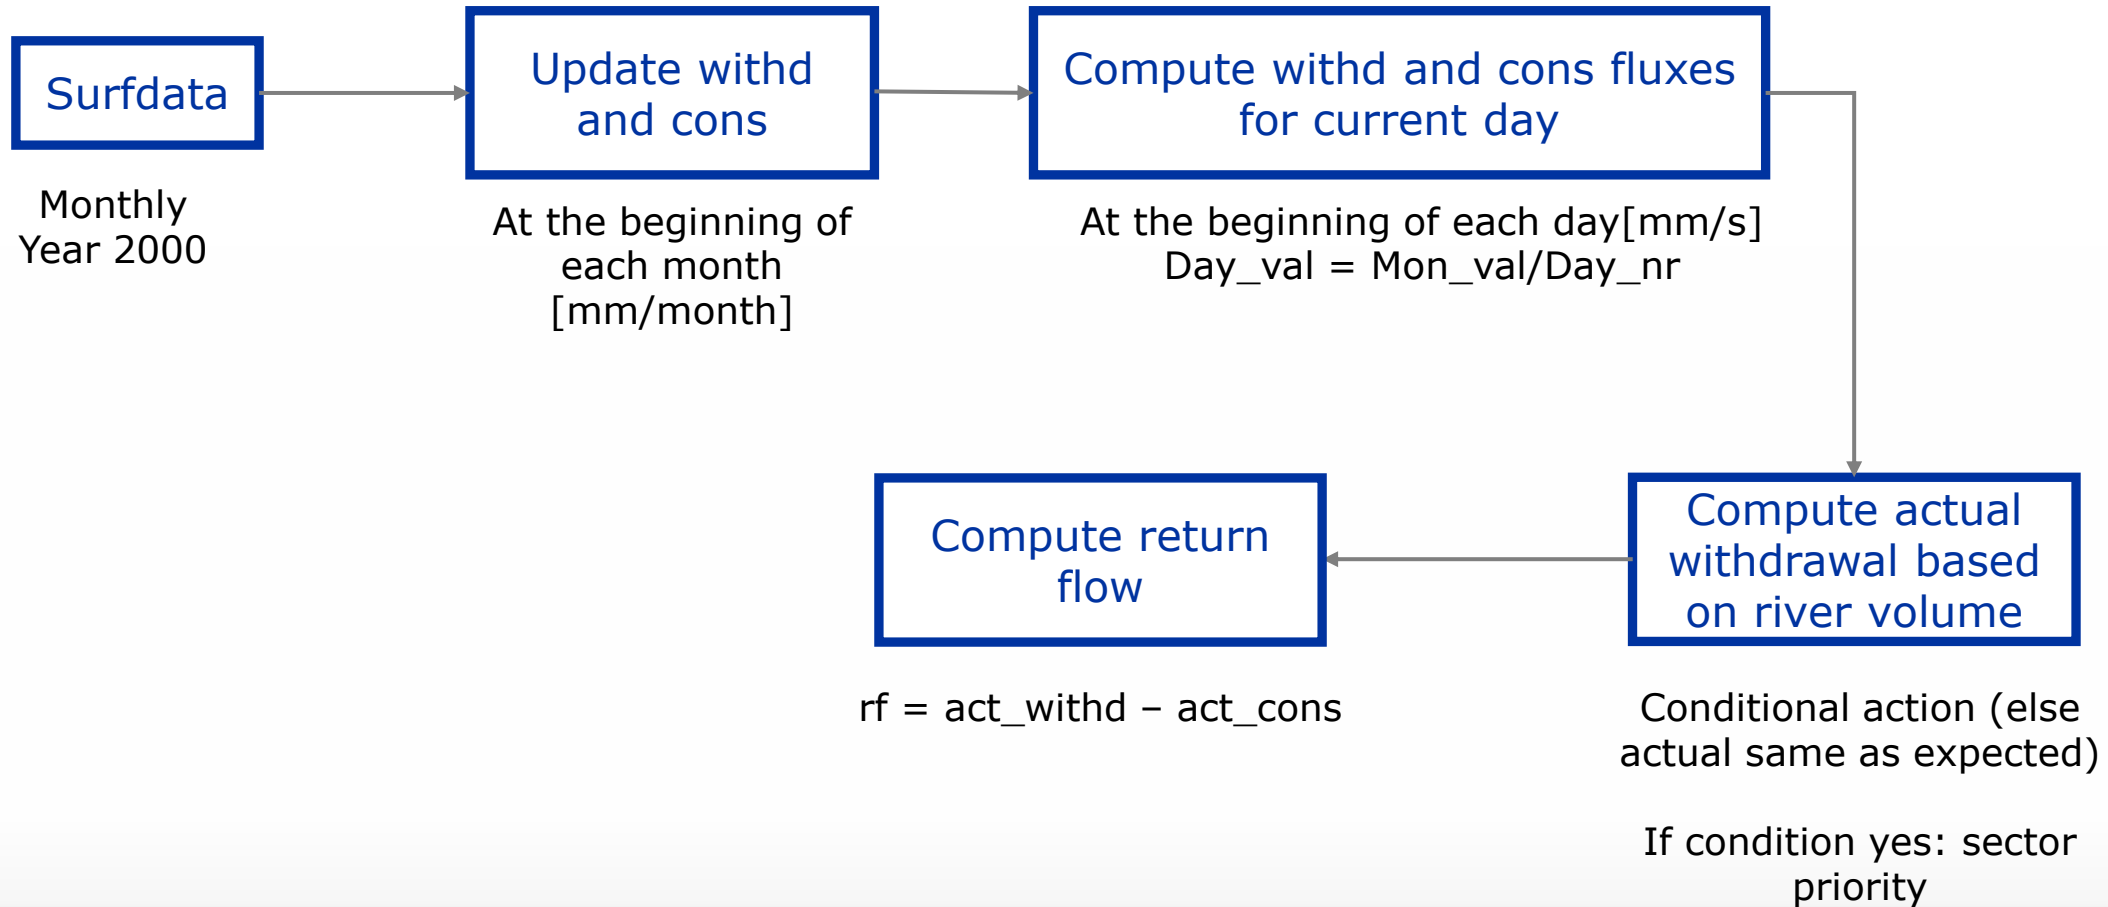 Surfdata
Monthly
Year 2000
Update withd
and cons
At the beginning of
each month
[mm/month]
Compute withd and cons fluxes
for current day
At the beginning of each day[mm/s]
Day_val = Mon_val/Day_nr
Compute actual
withdrawal based
on river volume
Conditional action (else
actual same as expected)
If condition yes: sector
priority
Compute return
flow
rf = act_withd – act_cons